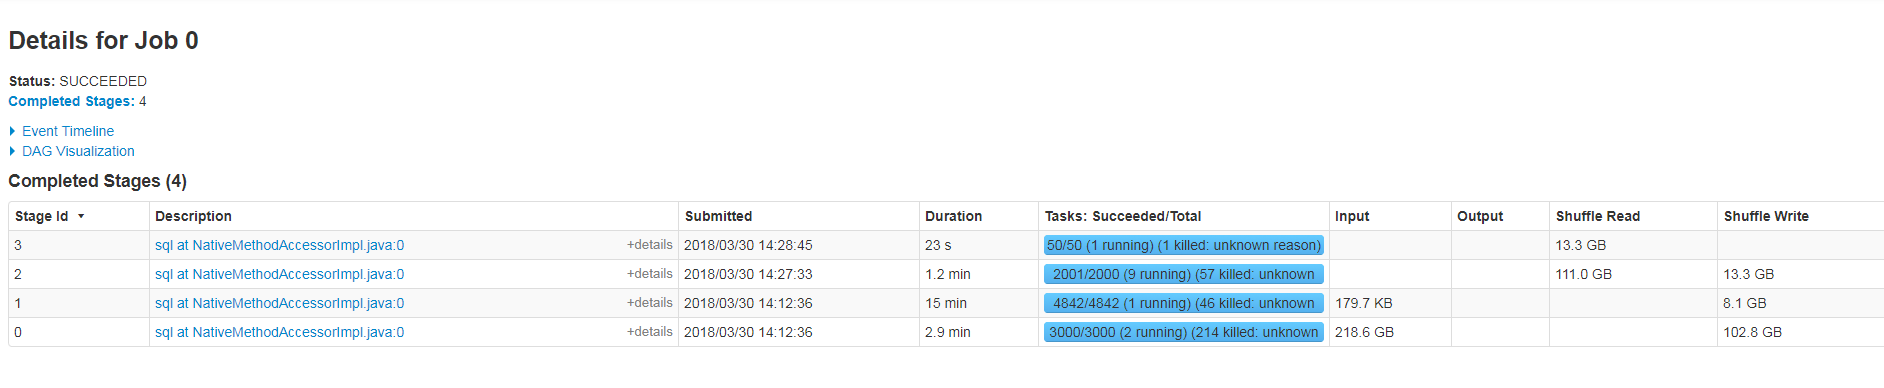 Details for Job 0
Status: SUCCEEDED
Completed Stages: 4
Event Timeline
DAG Visualization
Completed Stages (4)
Stage Id Description Submitted Duration Tasks: Succeeded/Total Input Output Shuffle Read Shuffle Write
3 sql at NativeMethodAccessorImpl.java:0 +details 2018/03/30 14:28:45 23 s 50/50 (1 running) (1 killed: unknown reason) 13.3 GB
2 sql at NativeMethodAccessorImpl.java:0 +details 2018/03/30 14:27:33 1.2 min 2001/2000 (9 running) (57 killed: unknown 111.0 GB 13.3 GB
1 sql at NativeMethodAccessorImpl.java:0 +details 2018/03/30 14:12:36 15 min 4842/4842 (1 running) (46 killed: unknown 179.7 KB 8.1 GB
0 sql at NativeMethodAccessorImpl.java:0 +details 2018/03/30 14:12:36 2.9 min 3000/3000 (2 running) (214 killed: unknown 218.6 GB 102.8 GB